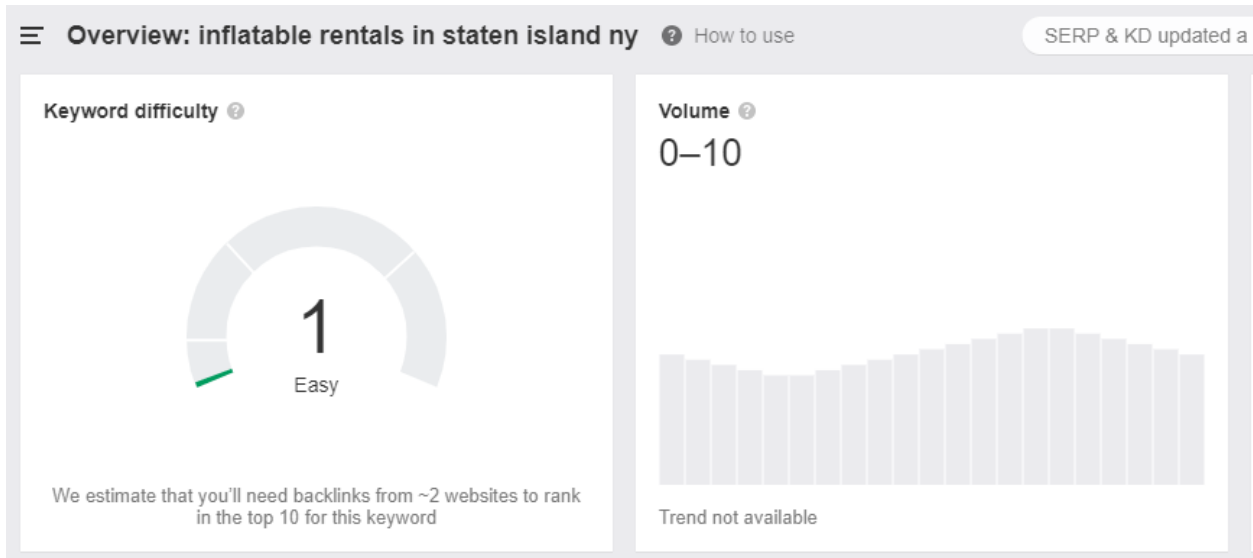 Overview: inflatable rentals in staten island ny ? How to use
SERP & KD updated a
Keyword difficulty ?
1
Easy
We estimate that you'll need backlinks from ~2 websites to rank
in the top 10 for this keyword
Volume ?
0–10
Trend not available